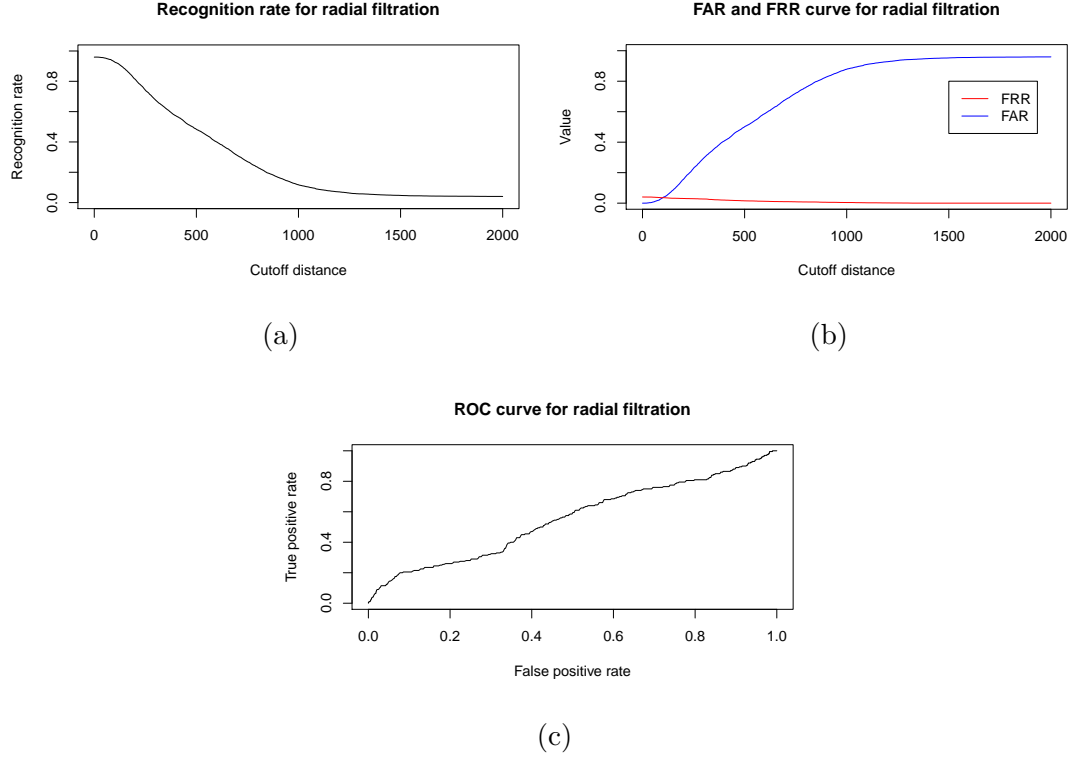 Recognition rate for radial filtration
Recognition rate
0.0 0.4 0.8
0 500 1000 1500 2000
Cutoff distance
(a)
FAR and FRR curve for radial filtration
Value
0.0 0.4 0.8
FRR
FAR
0 500 1000 1500 2000
Cutoff distance
(b)
ROC curve for radial filtration
True positive rate
0.0 0.4 0.8
0.0 0.2 0.4 0.6 0.8 1.0
False positive rate
(c)